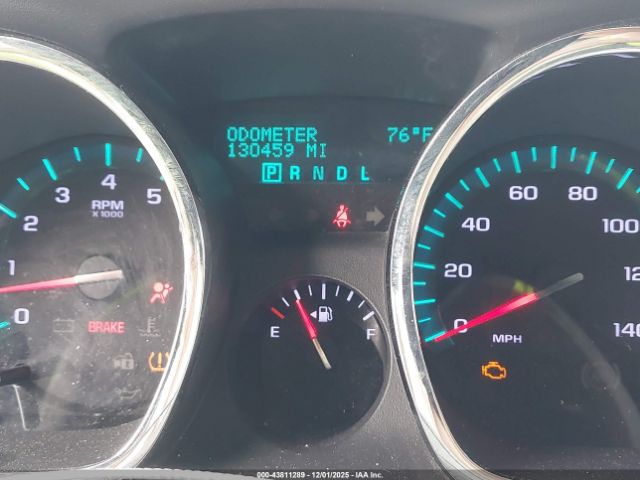 ODOMETER 76°F
130459 MI
P R N D L
0 1 2 3 4 5
RPM
X 1000
BRAKE
E F
0 20 40 60 80 100 12 140
MPH
000-43811289 - 12/01/2025 - IAA Inc.